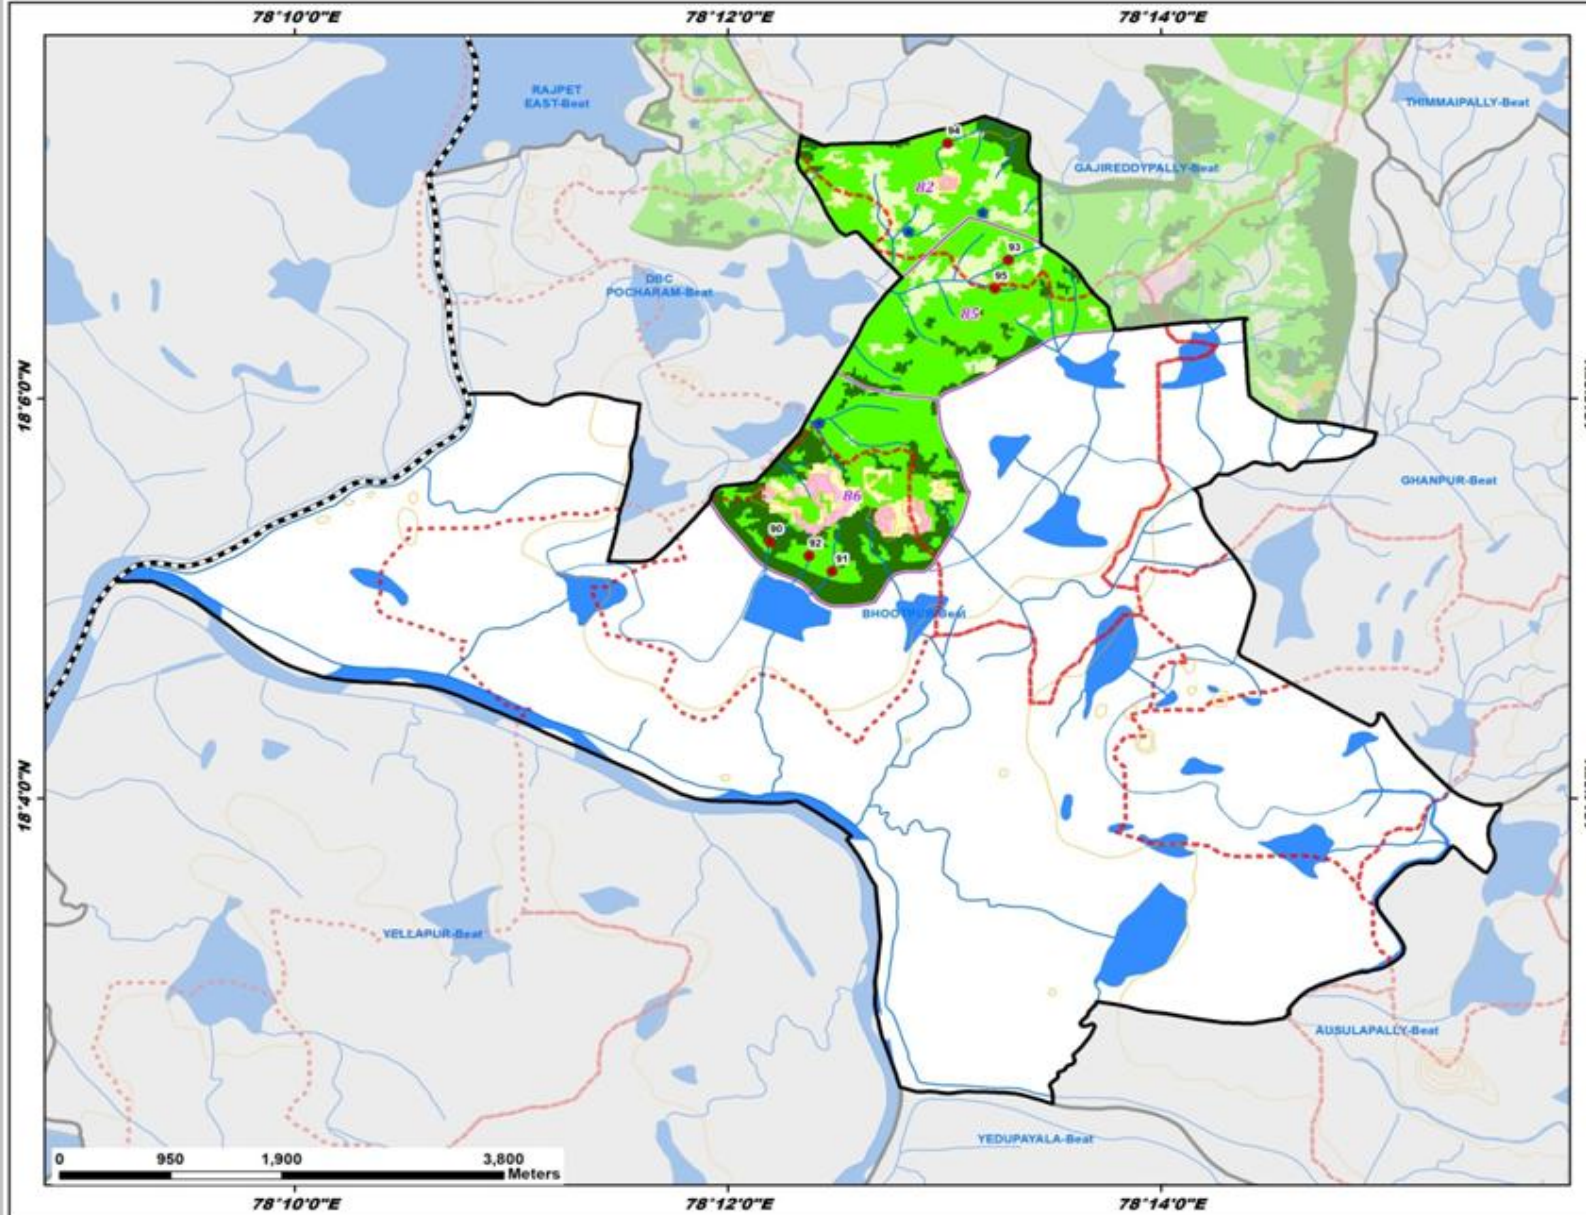 78°10'0"E
78°12'0"E
78°14'0"E
RAJPET
EAST-Beat
THIMMAIPALLY-Beat
94
GAJIREDDYPALLY-Beat
82
93
DBC
POCHARAM-Beat
95
85
18°6'0"N
GHANPUR-Beat
86
90
92
91
18°4'0"N
YELLAPUR-Beat
AUSULAPALLY-Beat
YEDUPAYALA-Beat
0
950
1,900
3,800
Meters
78°10'0"E
78°12'0"E
78°14'0"E